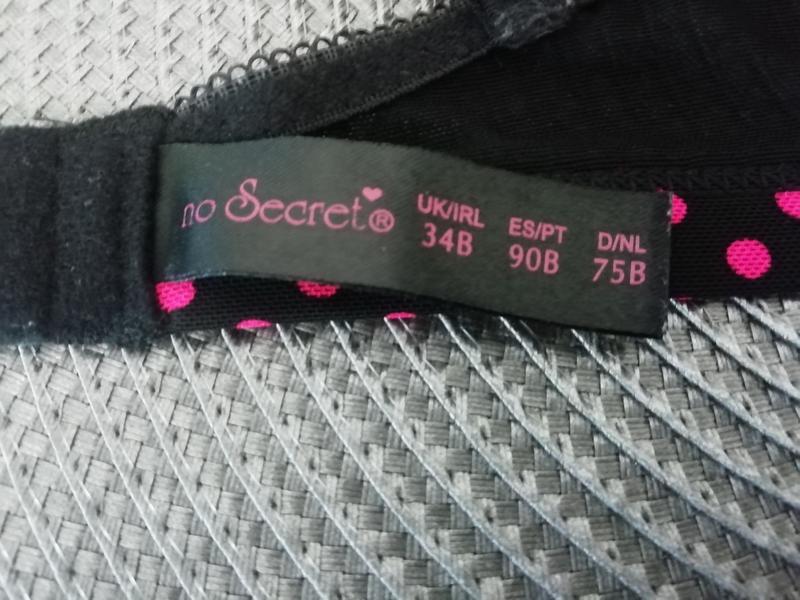 no Secret®
UK/IRL ES/PT D/NL
34B 90B 75B